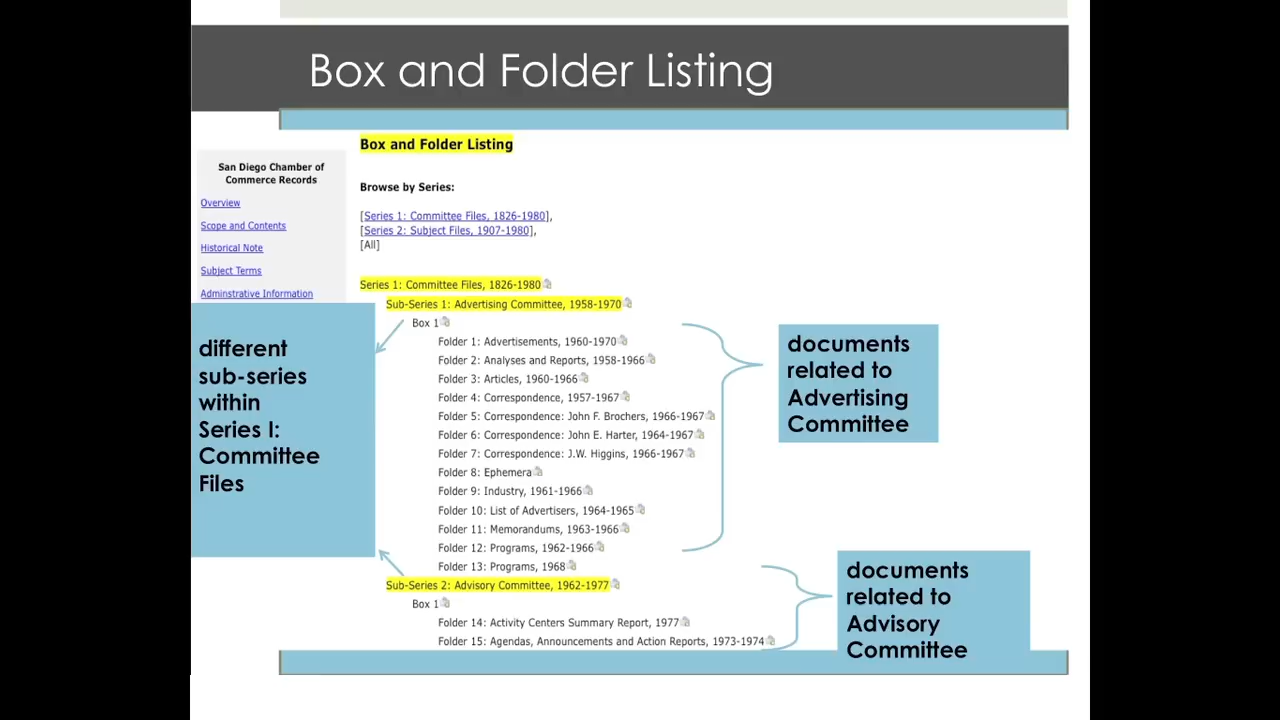 Box and Folder Listing
San Diego Chamber of
Commerce Records
Overview
Scope and Contents
Historical Note
Subject Terms
Adminstrative Information
Box and Folder Listing
Browse by Series:
[Series 1: Committee Files, 1826-1980],
[Series 2: Subject Files, 1907-1980],
[All]
Series 1: Committee Files, 1826-1980
Sub-Series 1: Advertising Committee, 1958-1970
Box 1
Folder 1: Advertisements, 1960-1970
Folder 2: Analyses and Reports, 1958-1966
Folder 3: Articles, 1960-1966
Folder 4: Correspondence, 1957-1967
Folder 5: Correspondence: John F. Brochers, 1966-1967
Folder 6: Correspondence: John E. Harter, 1964-1967
Folder 7: Correspondence: J.W. Higgins, 1966-1967
Folder 8: Ephemera
Folder 9: Industry, 1961-1966
Folder 10: List of Advertisers, 1964-1965
Folder 11: Memorandums, 1963-1966
Folder 12: Programs, 1962-1966
Folder 13: Programs, 1968
Sub-Series 2: Advisory Committee, 1962-1977
Box 1
Folder 14: Activity Centers Summary Report, 1977
Folder 15: Agendas, Announcements and Action Reports, 1973-1974
different
sub-series
within
Series I:
Committee
Files
documents
related to
Advertising
Committee
documents
related to
Advisory
Committee